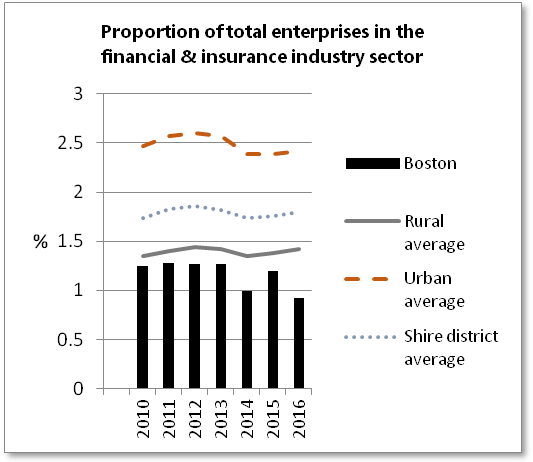 Proportion of total enterprises in the
financial & insurance industry sector
3
2.5
2
1.5
1
0.5
0
%
2010
2011
2012
2013
2014
2015
2016
Boston
Rural
average
Urban
average
Shire district
average